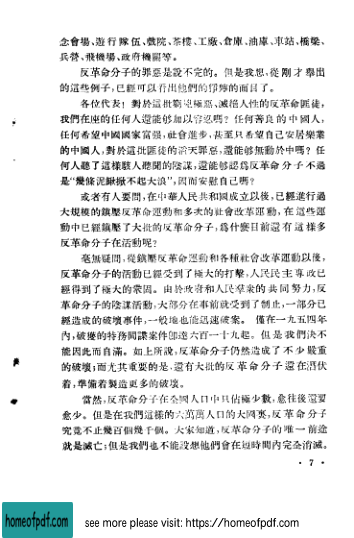 念會場、遊行隊伍、戲院、茶樓、工廠、倉庫、油庫、車站、橋樑、
兵營、飛機場、政府機關等。
反革命分子的罪惡是說不完的。但是我想,從剛才舉出
的這些例子,已經可以看出他們的猙獰的面目了。
各位代表!對於這批窮兇極惡、滅絕人性的反革命匪徒,
我們在座的任何人還能够加以容忍嗎?任何善良的中國人,
任何希望中國國家富强,社會進步,甚至只希望自己安居樂業
的中國人,對於這批匪徒的滔天罪惡,還能够無動於中嗎?任
何人聽了這樣駭人聽聞的陰謀,還能够認爲反革命分子不過
是“幾條泥鰍掀不起大浪”,因而安慰自己嗎?
或者有人要問,在中華人民共和國成立以後,已經進行過
大規模的鎭壓反革命運動和多次的社會改革運動,在這些運
動中已經鎭壓了大批的反革命分子,爲什麽目前還有這樣多
反革命分子在活動呢?
毫無疑問,從鎭壓反革命運動和各種社會改革運動以後,
反革命分子的活動已經受到了極大的打擊,人民民主專政已
經得到了極大的鞏固。由於政府和人民羣衆的共同努力,反
革命分子的陰謀活動,大部分在事前就受到了制止,一部分已
經造成的破壞事件,一般地也能迅速破案。僅在一九五四年
內,破獲的特務間諜案件即達六百一十九起。但是我們決不
能因此而自滿。如上所說,反革命分子仍然造成了不少嚴重
的破壞;而尤其重要的是,還有大批的反革命分子還在潛伏
着,準備着製造更多的破壞。
當然,反革命分子在全國人口中只佔極少數,愈往後還要
愈少。但是在我們這樣的六萬萬人口的大國裏,反革命分子
究竟不止幾百個幾千個。大家知道,反革命分子的唯一前途
就是滅亡;但是我們也不能設想他們會在短時間內完全消滅。
· 7 ·
homeofpdf.com
see more please visit: https://homeofpdf.com